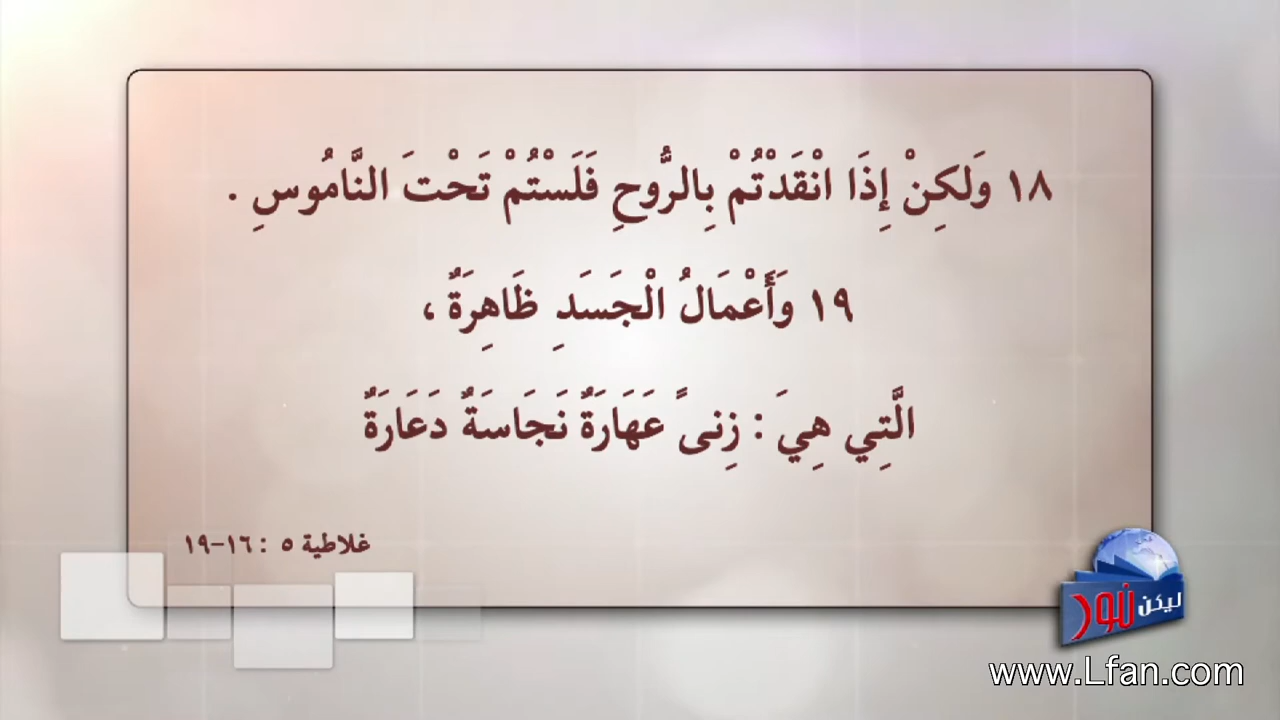 ١٨ وَلَكِنْ إِذَا انْقَدْتُمْ بِالرُّوحِ فَلَسْتُمْ تَحْتَ النَّامُوسِ .
١٩ وَأَعْمَالُ الْجَسَدِ ظَاهِرَةٌ ،
الَّتِي هِيَ : زِنىً عَهَارَةٌ نَجَاسَةٌ دَعَارَةٌ
غلاطية ٥ : ١٦-١٩
ليكن نور
www.Lfan.com